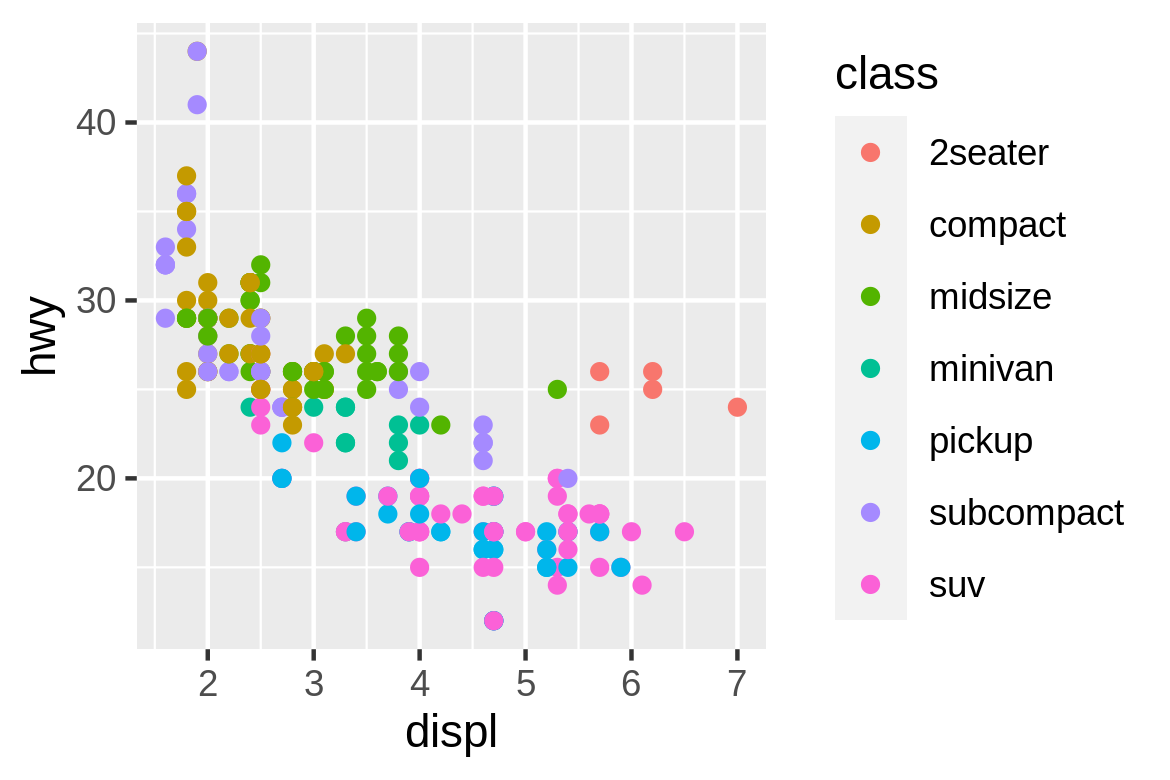 class
2seater
compact
midsize
minivan
pickup
subcompact
suv
hwy
40
30
20
2 3 4 5 6 7
displ